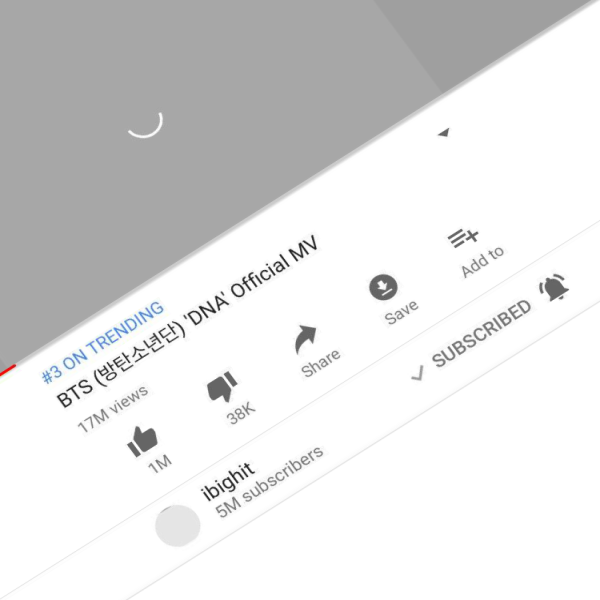 #3 ON TRENDING
BTS (방탄소년단) 'DNA' Official MV
17M views
1M
38K
Share
Save
Add to
ibighit
5M subscribers
SUBSCRIBED